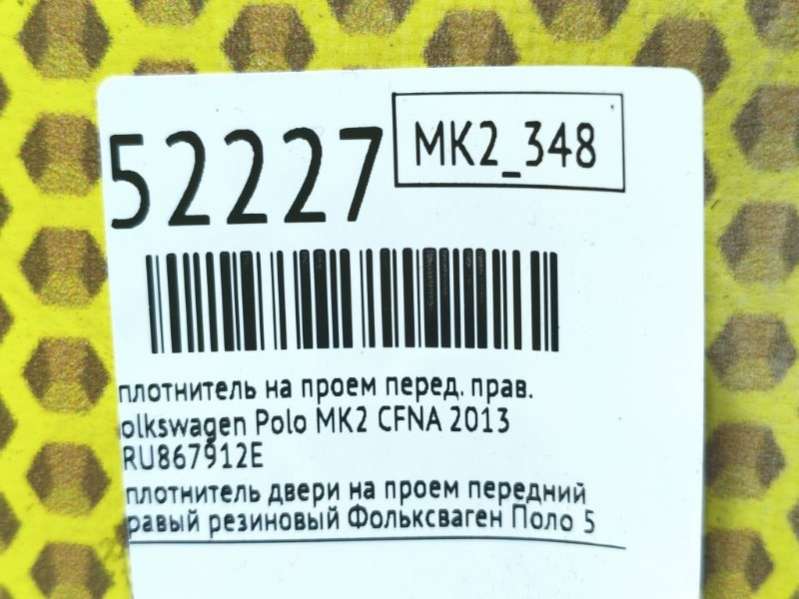 52227
MK2_348
плотнитель на проем перед. прав.
olkswagen Polo MK2 CFNA 2013
RU867912E
плотнитель двери на проем передний
равый резиновый Фольксваген Поло 5